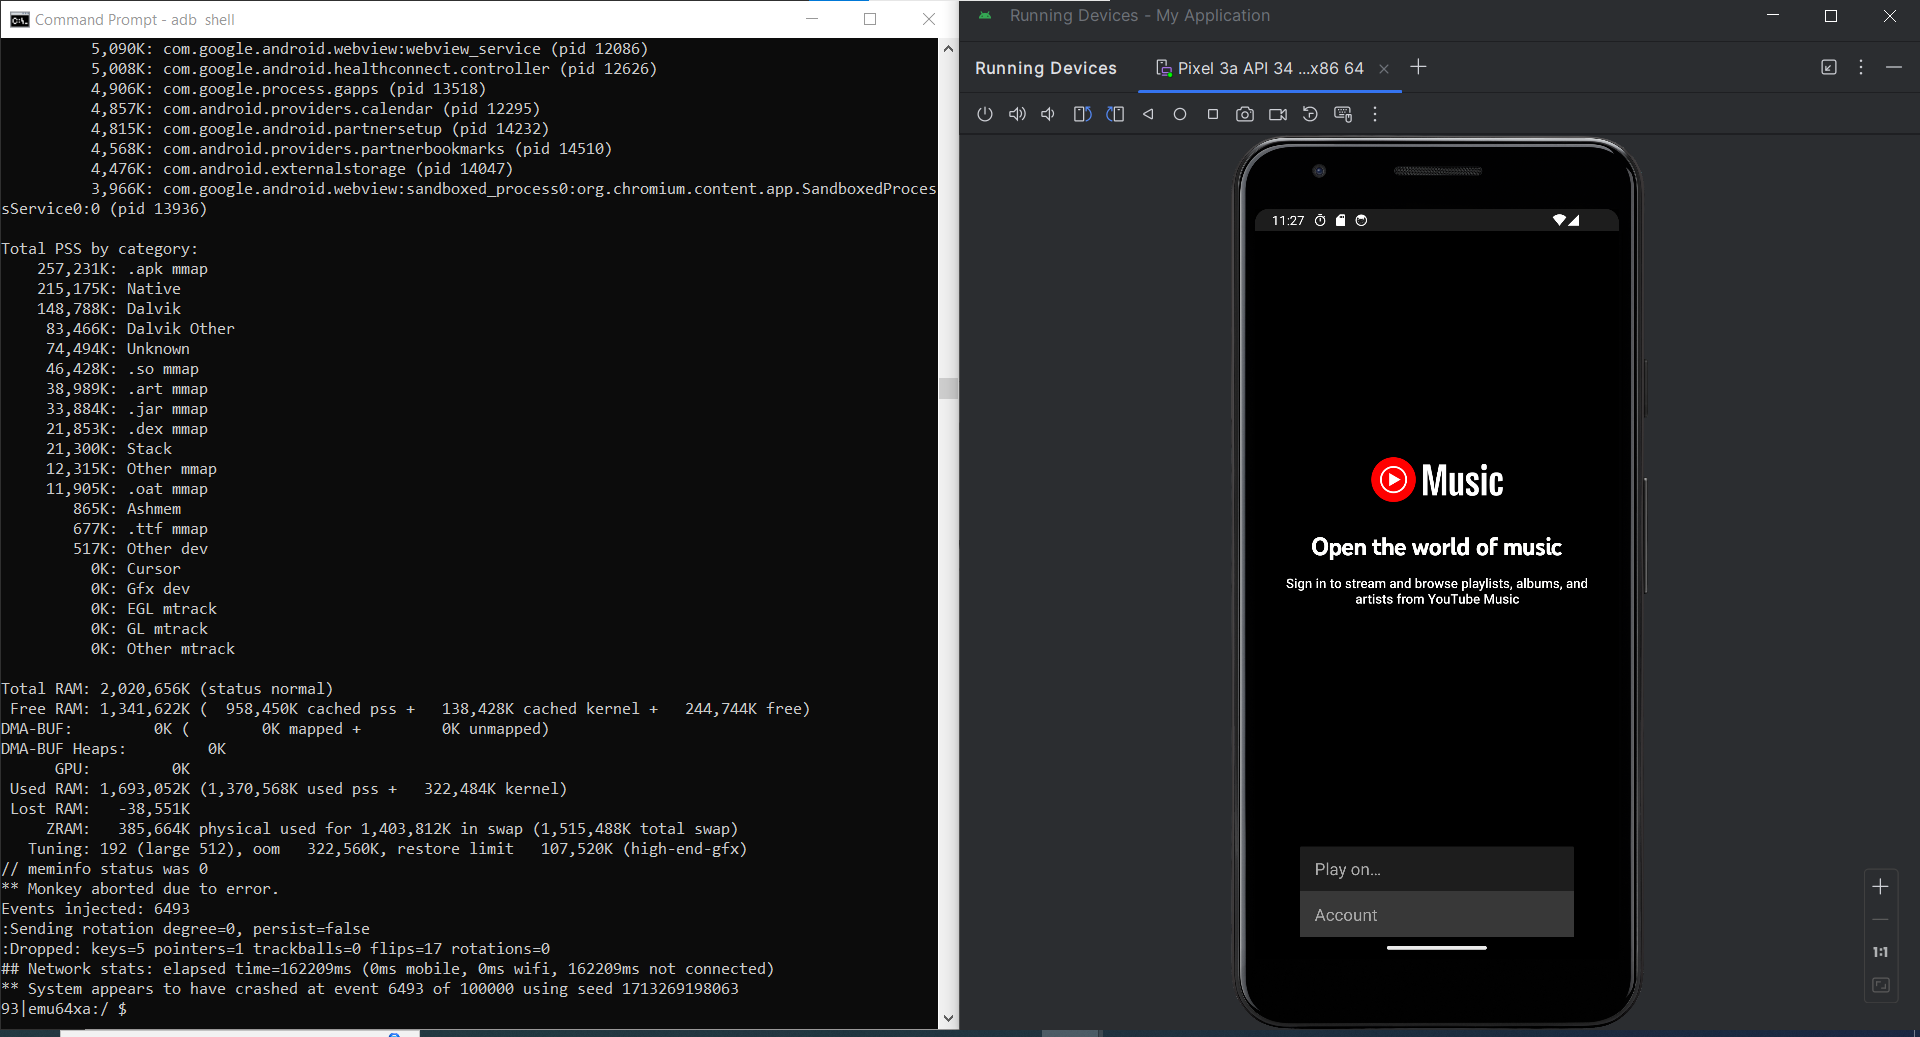 Command Prompt - adb  shell
5,090K: com.google.android.webview:webview_service (pid 12086)
5,008K: com.google.android.healthconnect.controller (pid 12626)
4,906K: com.google.process.gapps (pid 13518)
4,857K: com.android.providers.calendar (pid 12295)
4,815K: com.google.android.partnersetup (pid 14232)
4,568K: com.android.providers.partnerbookmarks (pid 14510)
4,476K: com.android.externalstorage (pid 14047)
3,966K: com.google.android.webview:sandboxed_process0:org.chromium.content.app.SandboxedProces
sService0:0 (pid 13936)
Total PSS by category:
257,231K: .apk mmap
215,175K: Native
148,788K: Dalvik
83,466K: Dalvik Other
74,494K: Unknown
46,428K: .so mmap
38,989K: .art mmap
33,884K: .jar mmap
21,853K: .dex mmap
21,300K: Stack
12,315K: Other mmap
11,905K: .oat mmap
865K: Ashmem
677K: .ttf mmap
517K: Other dev
0K: Cursor
0K: Gfx dev
0K: EGL mtrack
0K: GL mtrack
0K: Other mtrack
Total RAM: 2,020,656K (status normal)
Free RAM: 1,341,622K (  958,450K cached pss +   138,428K cached kernel +   244,744K free)
DMA-BUF:         0K (        0K mapped +         0K unmapped)
DMA-BUF Heaps:         0K
GPU:         0K
Used RAM: 1,693,052K (1,370,568K used pss +   322,484K kernel)
Lost RAM:   -38,551K
ZRAM:   385,664K physical used for 1,403,812K in swap (1,515,488K total swap)
Tuning: 192 (large 512), oom   322,560K, restore limit   107,520K (high-end-gfx)
// meminfo status was 0
** Monkey aborted due to error.
Events injected: 6493
:Sending rotation degree=0, persist=false
:Dropped: keys=5 pointers=1 trackballs=0 flips=17 rotations=0
## Network stats: elapsed time=162209ms (0ms mobile, 0ms wifi, 162209ms not connected)
** System appears to have crashed at event 6493 of 100000 using seed 1713269198063
93|emu64xa:/ $
Running Devices - My Application
Running Devices
Pixel 3a API 34 ...x86 64
11:27
Music
Open the world of music
Sign in to stream and browse playlists, albums, and
artists from YouTube Music
Play on...
Account
1:1